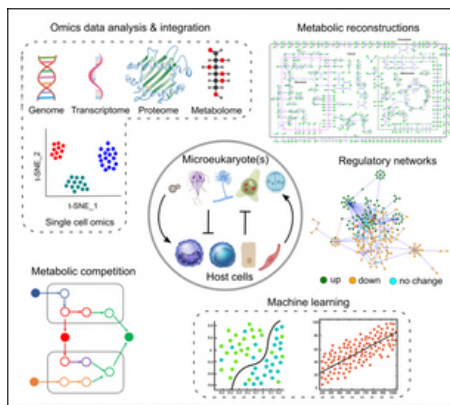 Omics data analysis & integration
Genome
Transcriptome
Proteome
Metabolome
t-SNE_2
t-SNE_1
Single cell omics
Metabolic reconstructions
Microeukaryote(s)
Host cells
Regulatory networks
up
down
no change
Metabolic competition
Machine learning